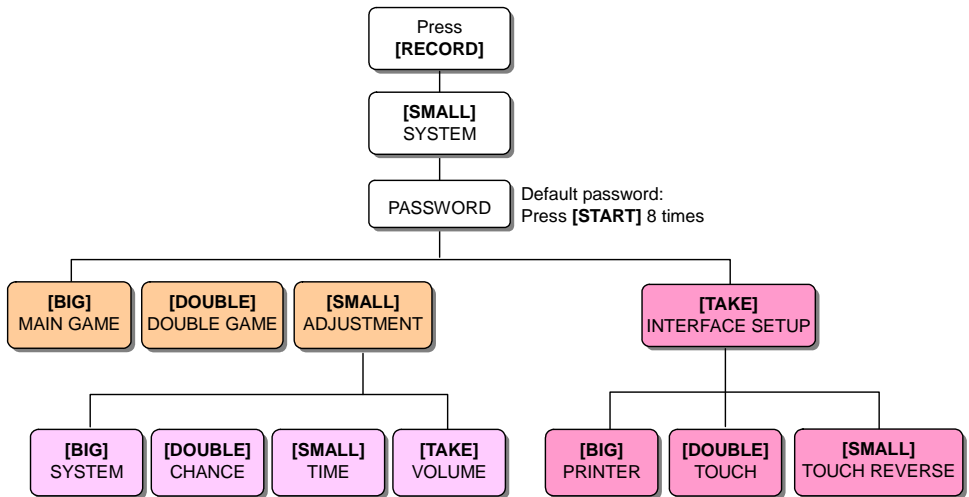 Press
[RECORD]
[SMALL]
SYSTEM
PASSWORD
Default password:
Press [START] 8 times
[BIG]
MAIN GAME
[DOUBLE]
DOUBLE GAME
[SMALL]
ADJUSTMENT
[TAKE]
INTERFACE SETUP
[BIG]
SYSTEM
[DOUBLE]
CHANCE
[SMALL]
TIME
[TAKE]
VOLUME
[BIG]
PRINTER
[DOUBLE]
TOUCH
[SMALL]
TOUCH REVERSE